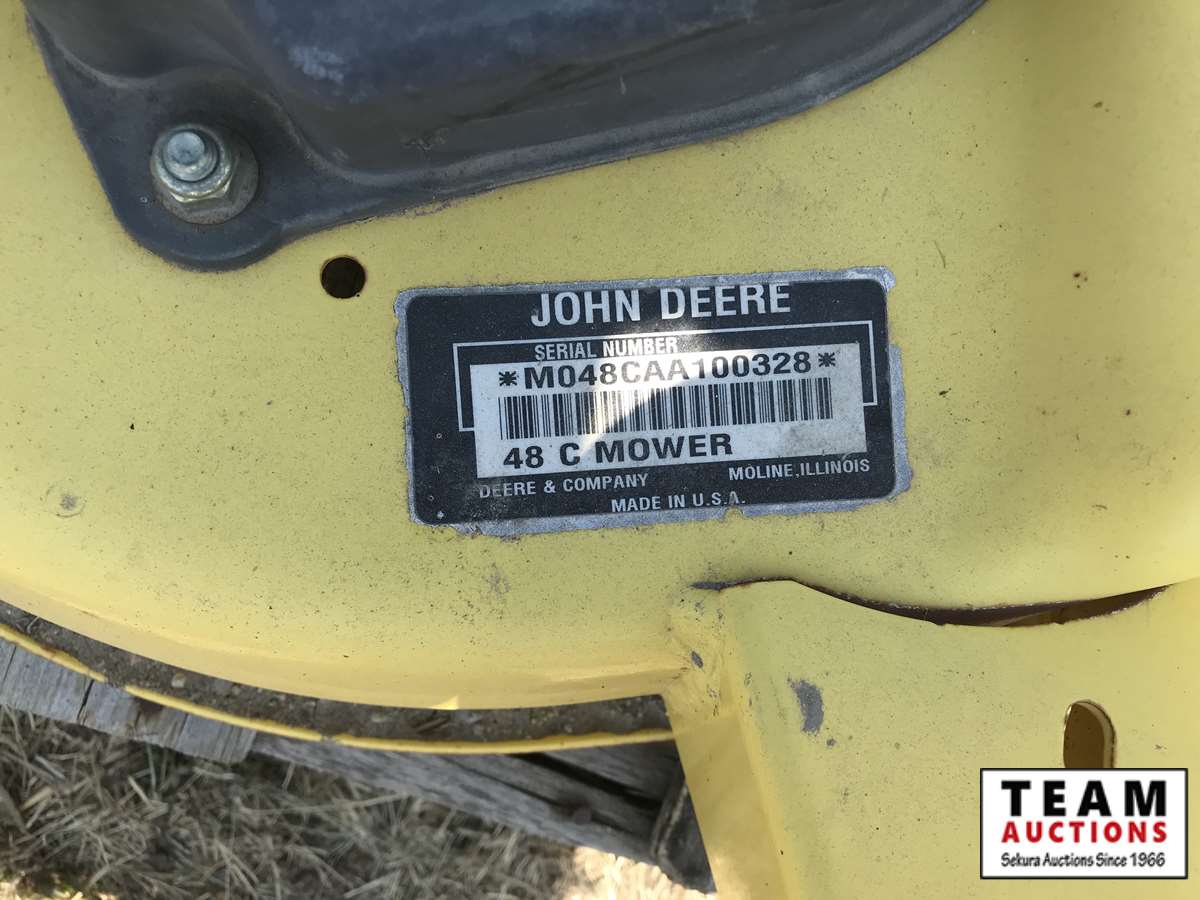 JOHN DEERE
SERIAL NUMBER
*M048CAA100328*
48 C MOWER
DEERE & COMPANY MOLINE, ILLINOIS
MADE IN U.S.A.
TEAM
AUCTIONS
Sekura Auctions Since 1966